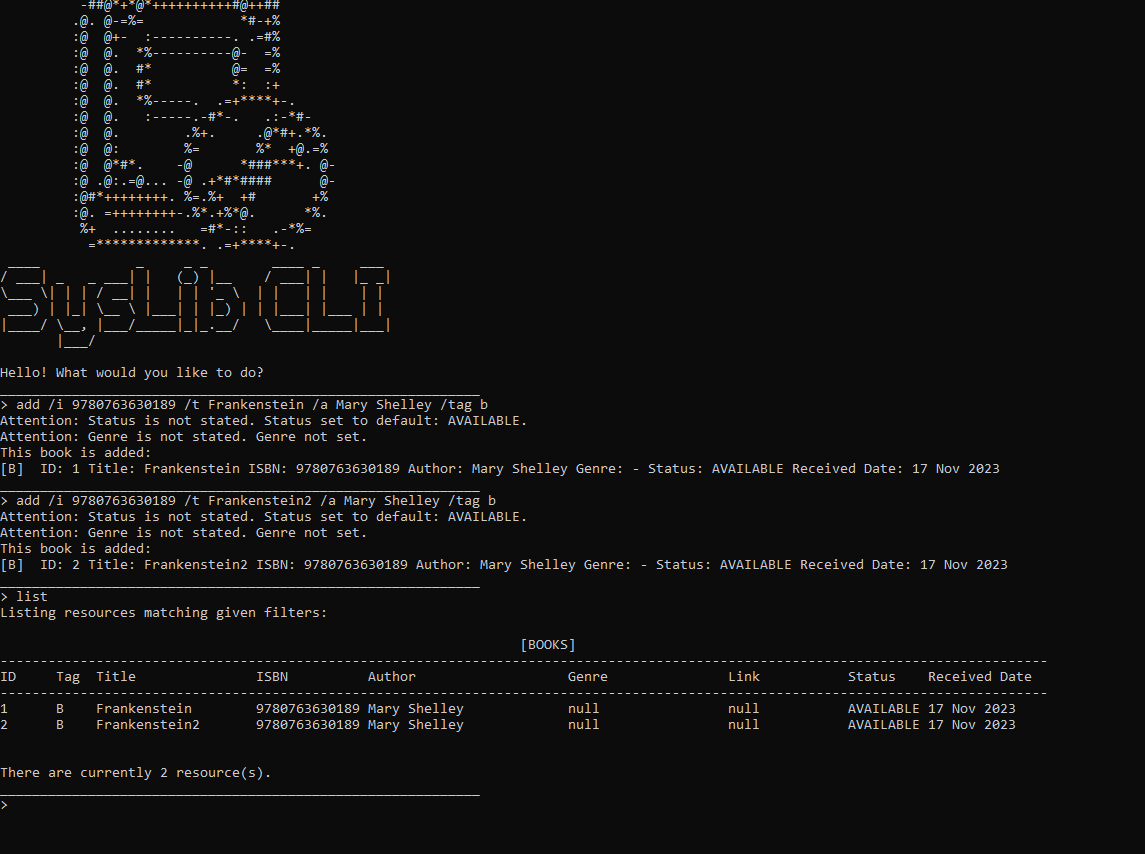 SysLib CLI
Hello! What would you like to do?
> add /i 9780763630189 /t Frankenstein /a Mary Shelley /tag b
Attention: Status is not stated. Status set to default: AVAILABLE.
Attention: Genre is not stated. Genre not set.
This book is added:
[B]  ID: 1 Title: Frankenstein ISBN: 9780763630189 Author: Mary Shelley Genre: - Status: AVAILABLE Received Date: 17 Nov 2023
> add /i 9780763630189 /t Frankenstein2 /a Mary Shelley /tag b
Attention: Status is not stated. Status set to default: AVAILABLE.
Attention: Genre is not stated. Genre not set.
This book is added:
[B]  ID: 2 Title: Frankenstein2 ISBN: 9780763630189 Author: Mary Shelley Genre: - Status: AVAILABLE Received Date: 17 Nov 2023
> list
Listing resources matching given filters:
[BOOKS]
ID Tag Title ISBN Author Genre Link Status Received Date
1 B Frankenstein 9780763630189 Mary Shelley null null AVAILABLE 17 Nov 2023
2 B Frankenstein2 9780763630189 Mary Shelley null null AVAILABLE 17 Nov 2023
There are currently 2 resource(s).
>